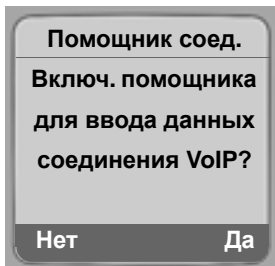 Помощник соед.
Включ. помощника
для ввода данных
соединения VoIP?
Нет Да